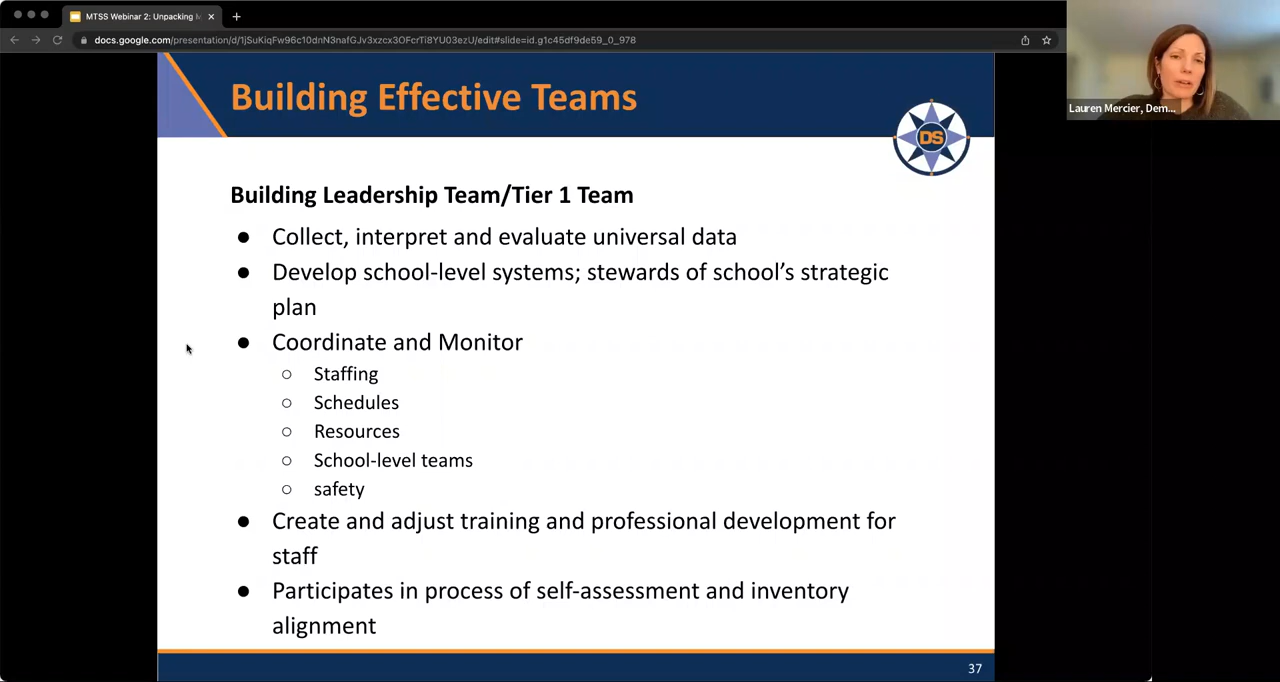 MTSS Webinar 2: Unpacking M
docs.google.com/presentation/d/1jSuKiqFw96c10dnN3nafGJv3xzcx3OFcrTi8YU03ezU/edit#slide=id.g1c45df9de59_0_978
Lauren Mercier, Dem...
Building Effective Teams
DS
Building Leadership Team/Tier 1 Team
● Collect, interpret and evaluate universal data
● Develop school-level systems; stewards of school’s strategic
plan
● Coordinate and Monitor
○ Staffing
○ Schedules
○ Resources
○ School-level teams
○ safety
● Create and adjust training and professional development for
staff
● Participates in process of self-assessment and inventory
alignment
37